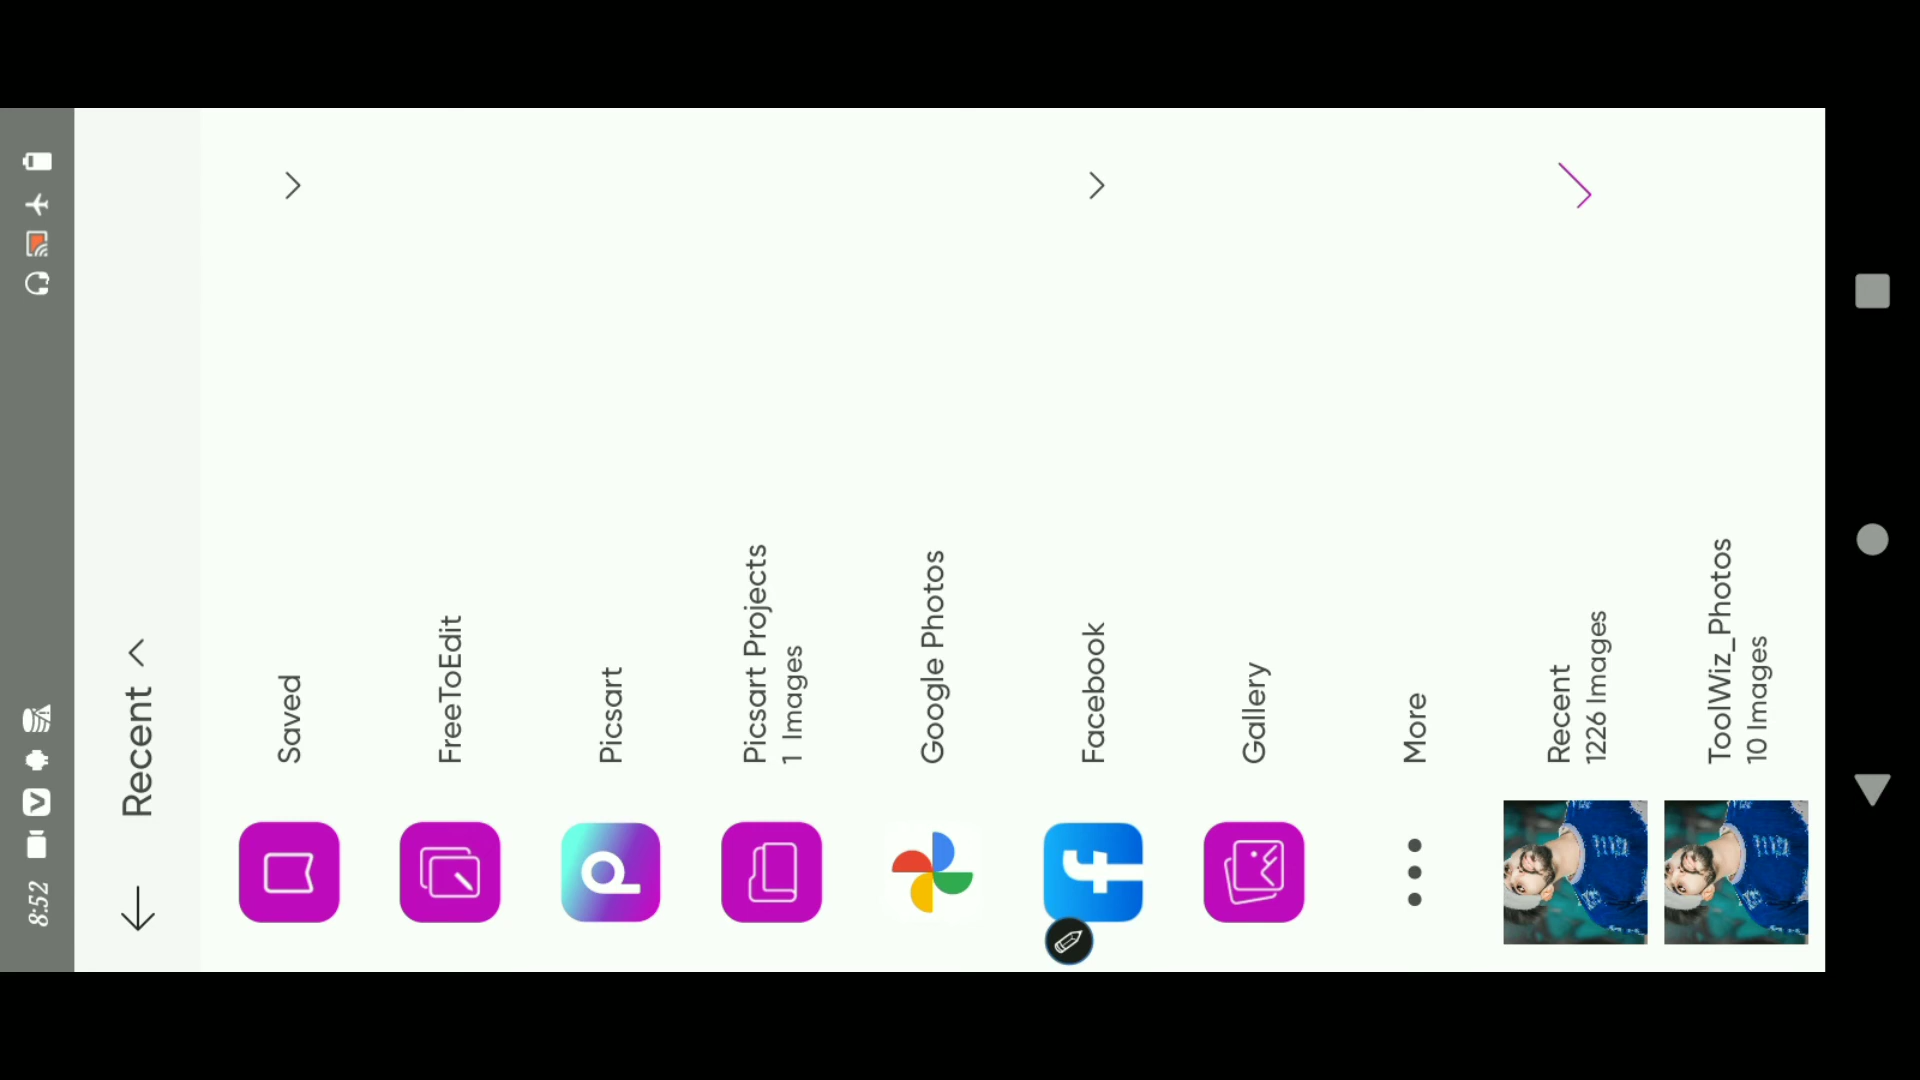 8:52
Recent
Saved
FreeToEdit
Picsart
Picsart Projects
1 Images
Google Photos
Facebook
Gallery
More
Recent
1226 Images
ToolWiz_Photos
10 Images